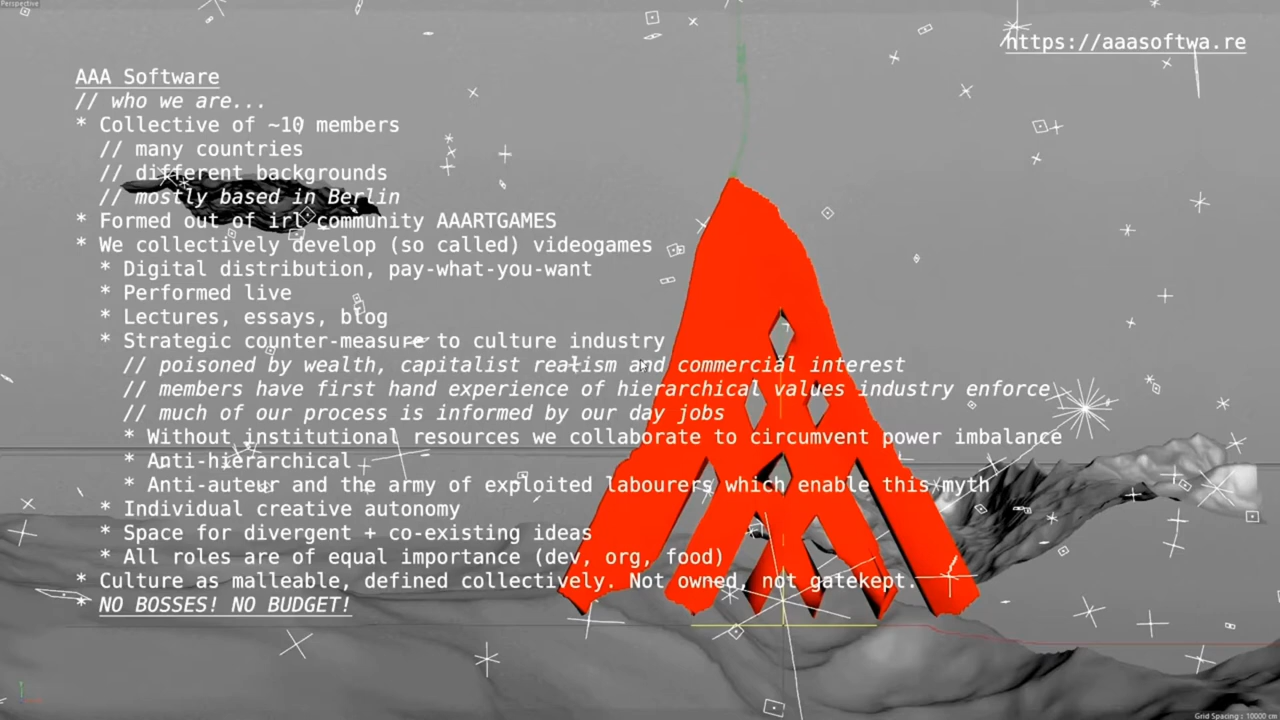 Perspective
https://aaasoftwa.re
AAA Software
// who we are...
* Collective of ~10 members
// many countries
// different backgrounds
// mostly based in Berlin
* Formed out of irl community AAARTGAMES
* We collectively develop (so called) videogames
* Digital distribution, pay-what-you-want
* Performed live
* Lectures, essays, blog
* Strategic counter-measure to culture industry
// poisoned by wealth, capitalist realism and commercial interest
// members have first hand experience of hierarchical values industry enforce
// much of our process is informed by our day jobs
* Without institutional resources we collaborate to circumvent power imbalance
* Anti-hierarchical
* Anti-auteur and the army of exploited labourers which enable this myth
* Individual creative autonomy
* Space for divergent + co-existing ideas
* All roles are of equal importance (dev, org, food)
* Culture as malleable, defined collectively. Not owned, not gatekept.
* NO BOSSES! NO BUDGET!
Grid Spacing : 10000 cm